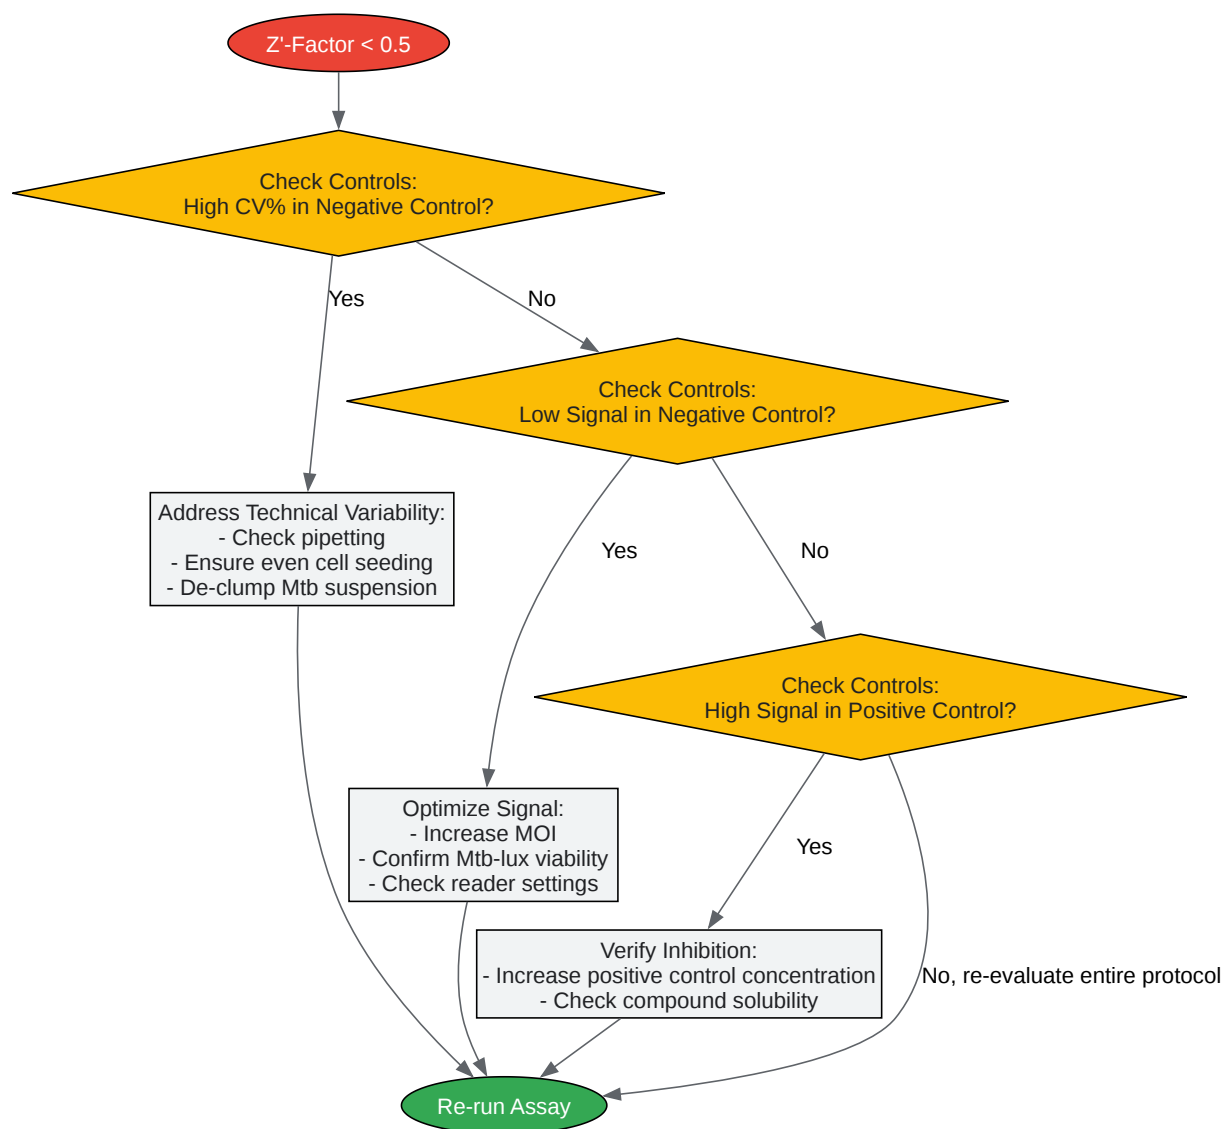 Z'-Factor < 0.5
Check Controls:
High CV% in Negative Control?
Yes
No
Check Controls:
Low Signal in Negative Control?
Address Technical Variability:
- Check pipetting
- Ensure even cell seeding
- De-clump Mtb suspension
Yes
No
Check Controls:
High Signal in Positive Control?
Optimize Signal:
- Increase MOI
- Confirm Mtb-lux viability
- Check reader settings
Yes
Verify Inhibition:
- Increase positive control concentration
- Check compound solubility
No, re-evaluate entire protocol
Re-run Assay